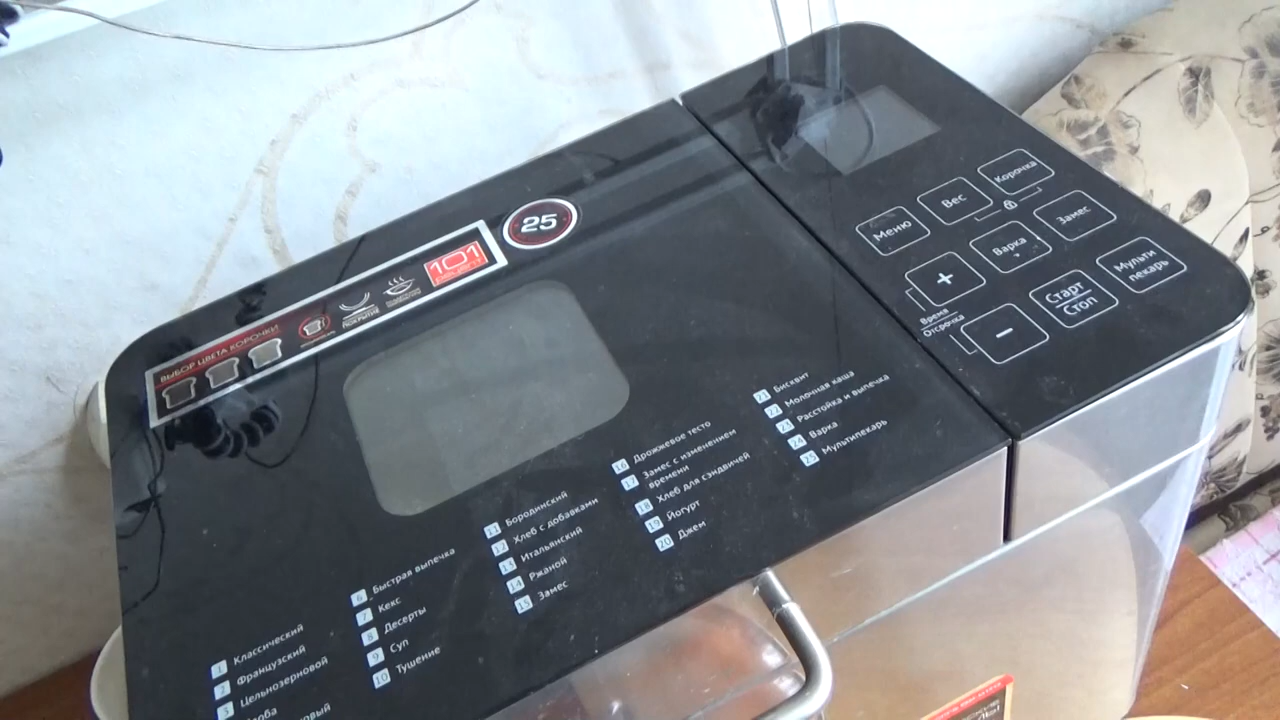 ВЫБОР ЦВЕТА КОРОЧКИ
ПОКРЫТИЕ
101
рецепт
25
Меню
Вес
Корочка
+
Варка
Замес
Время
Отсрочка
−
Старт
Стоп
Мульти
пекарь
1 Классический
2 Французский
3 Цельнозерновой
6 Быстрая выпечка
7 Кекс
8 Десерты
9 Суп
10 Тушение
11 Бородинский
12 Хлеб с добавками
13 Итальянский
14 Ржаной
15 Замес
16 Дрожжевое тесто
17 Замес с изменением
времени
18 Хлеб для сэндвичей
19 Йогурт
20 Джем
21 Бисквит
22 Молочная каша
23 Расстойка и выпечка
24 Варка
25 Мультипекарь